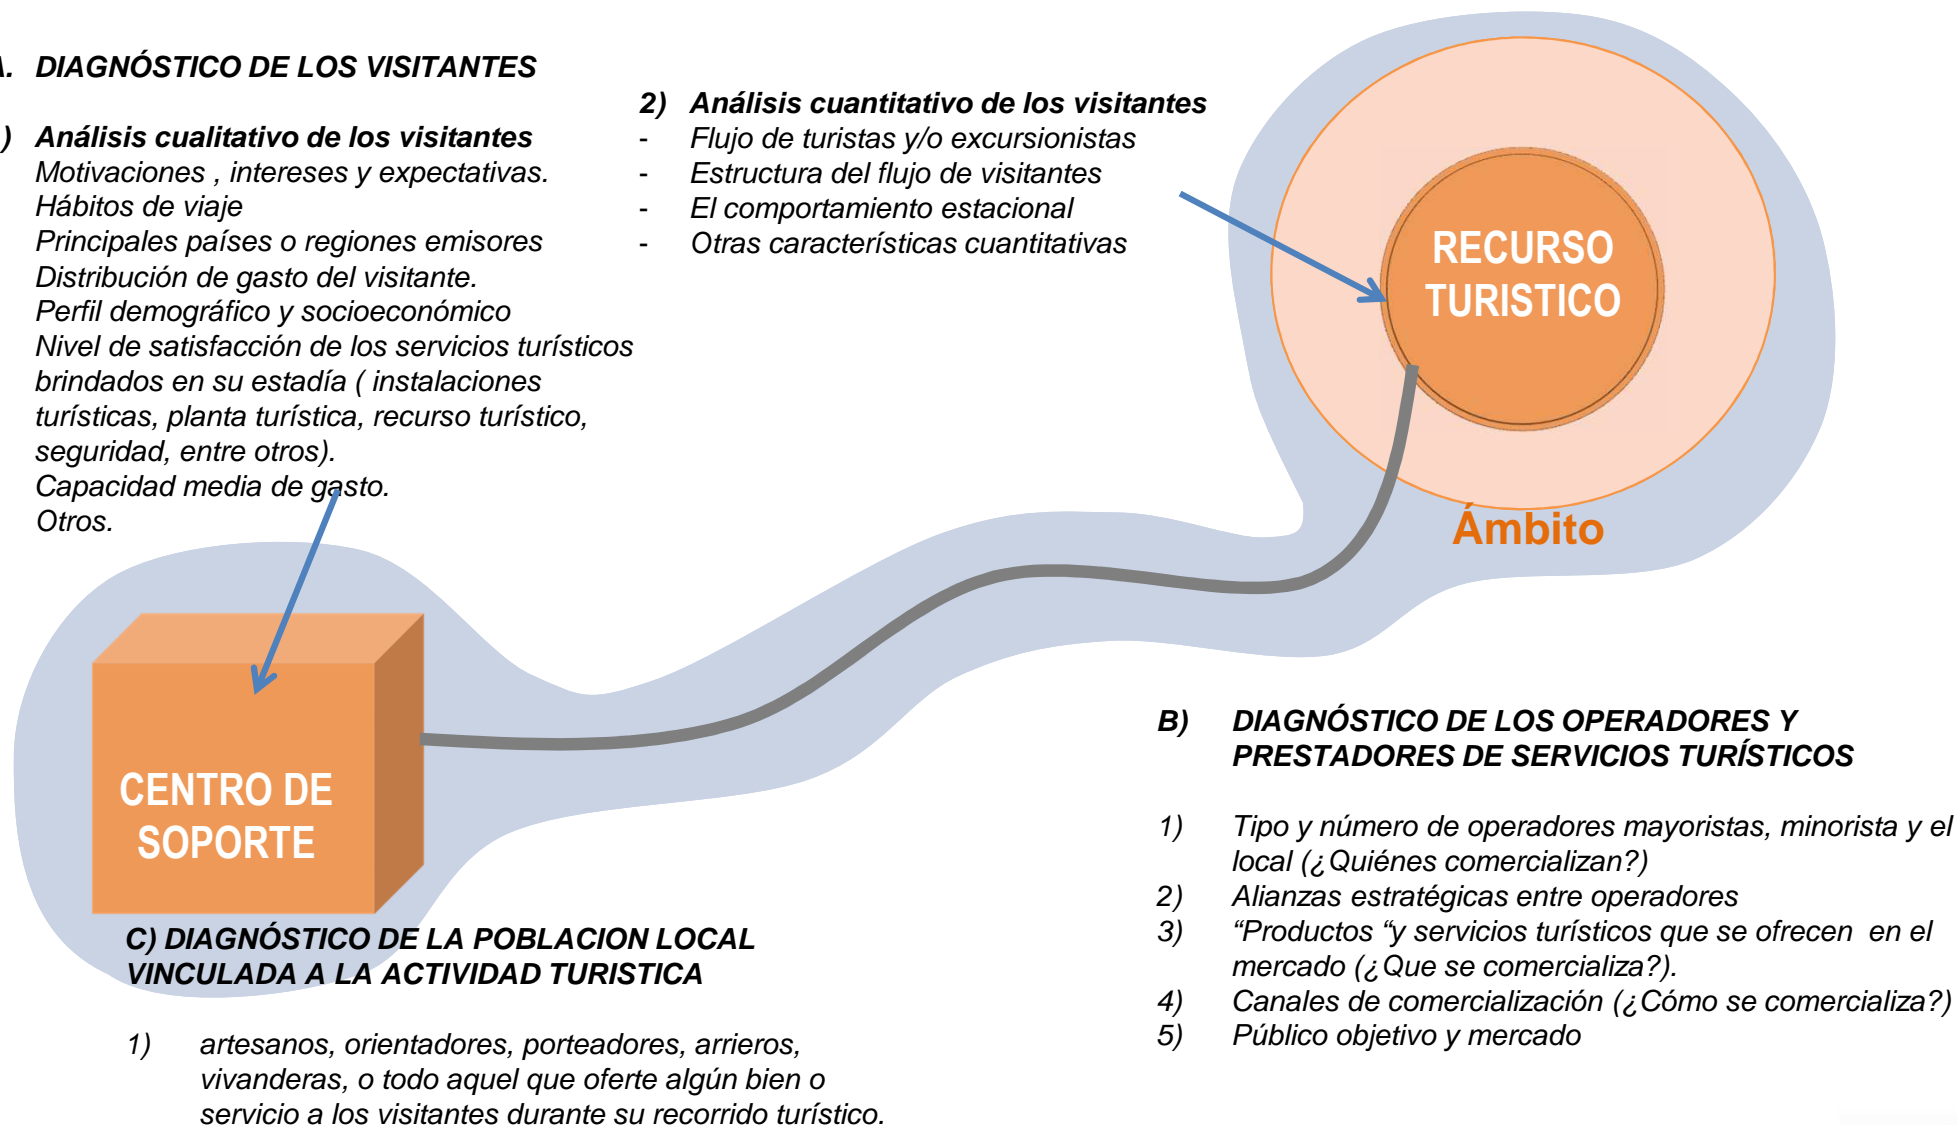 A. DIAGNÓSTICO DE LOS VISITANTES
) Análisis cualitativo de los visitantes
Motivaciones , intereses y expectativas.
Hábitos de viaje
Principales países o regiones emisores
Distribución de gasto del visitante.
Perfil demográfico y socioeconómico
Nivel de satisfacción de los servicios turísticos
brindados en su estadía ( instalaciones
turísticas, planta turística, recurso turístico,
seguridad, entre otros).
Capacidad media de gasto.
Otros.
2) Análisis cuantitativo de los visitantes
- Flujo de turistas y/o excursionistas
- Estructura del flujo de visitantes
- El comportamiento estacional
- Otras características cuantitativas
RECURSO
TURISTICO
Ámbito
CENTRO DE
SOPORTE
B) DIAGNÓSTICO DE LOS OPERADORES Y
PRESTADORES DE SERVICIOS TURÍSTICOS
1) Tipo y número de operadores mayoristas, minorista y el
local (¿Quiénes comercializan?)
2) Alianzas estratégicas entre operadores
3) “Productos “y servicios turísticos que se ofrecen en el
mercado (¿Que se comercializa?).
4) Canales de comercialización (¿Cómo se comercializa?)
5) Público objetivo y mercado
C) DIAGNÓSTICO DE LA POBLACION LOCAL
VINCULADA A LA ACTIVIDAD TURISTICA
1) artesanos, orientadores, porteadores, arrieros,
vivanderas, o todo aquel que oferte algún bien o
servicio a los visitantes durante su recorrido turístico.